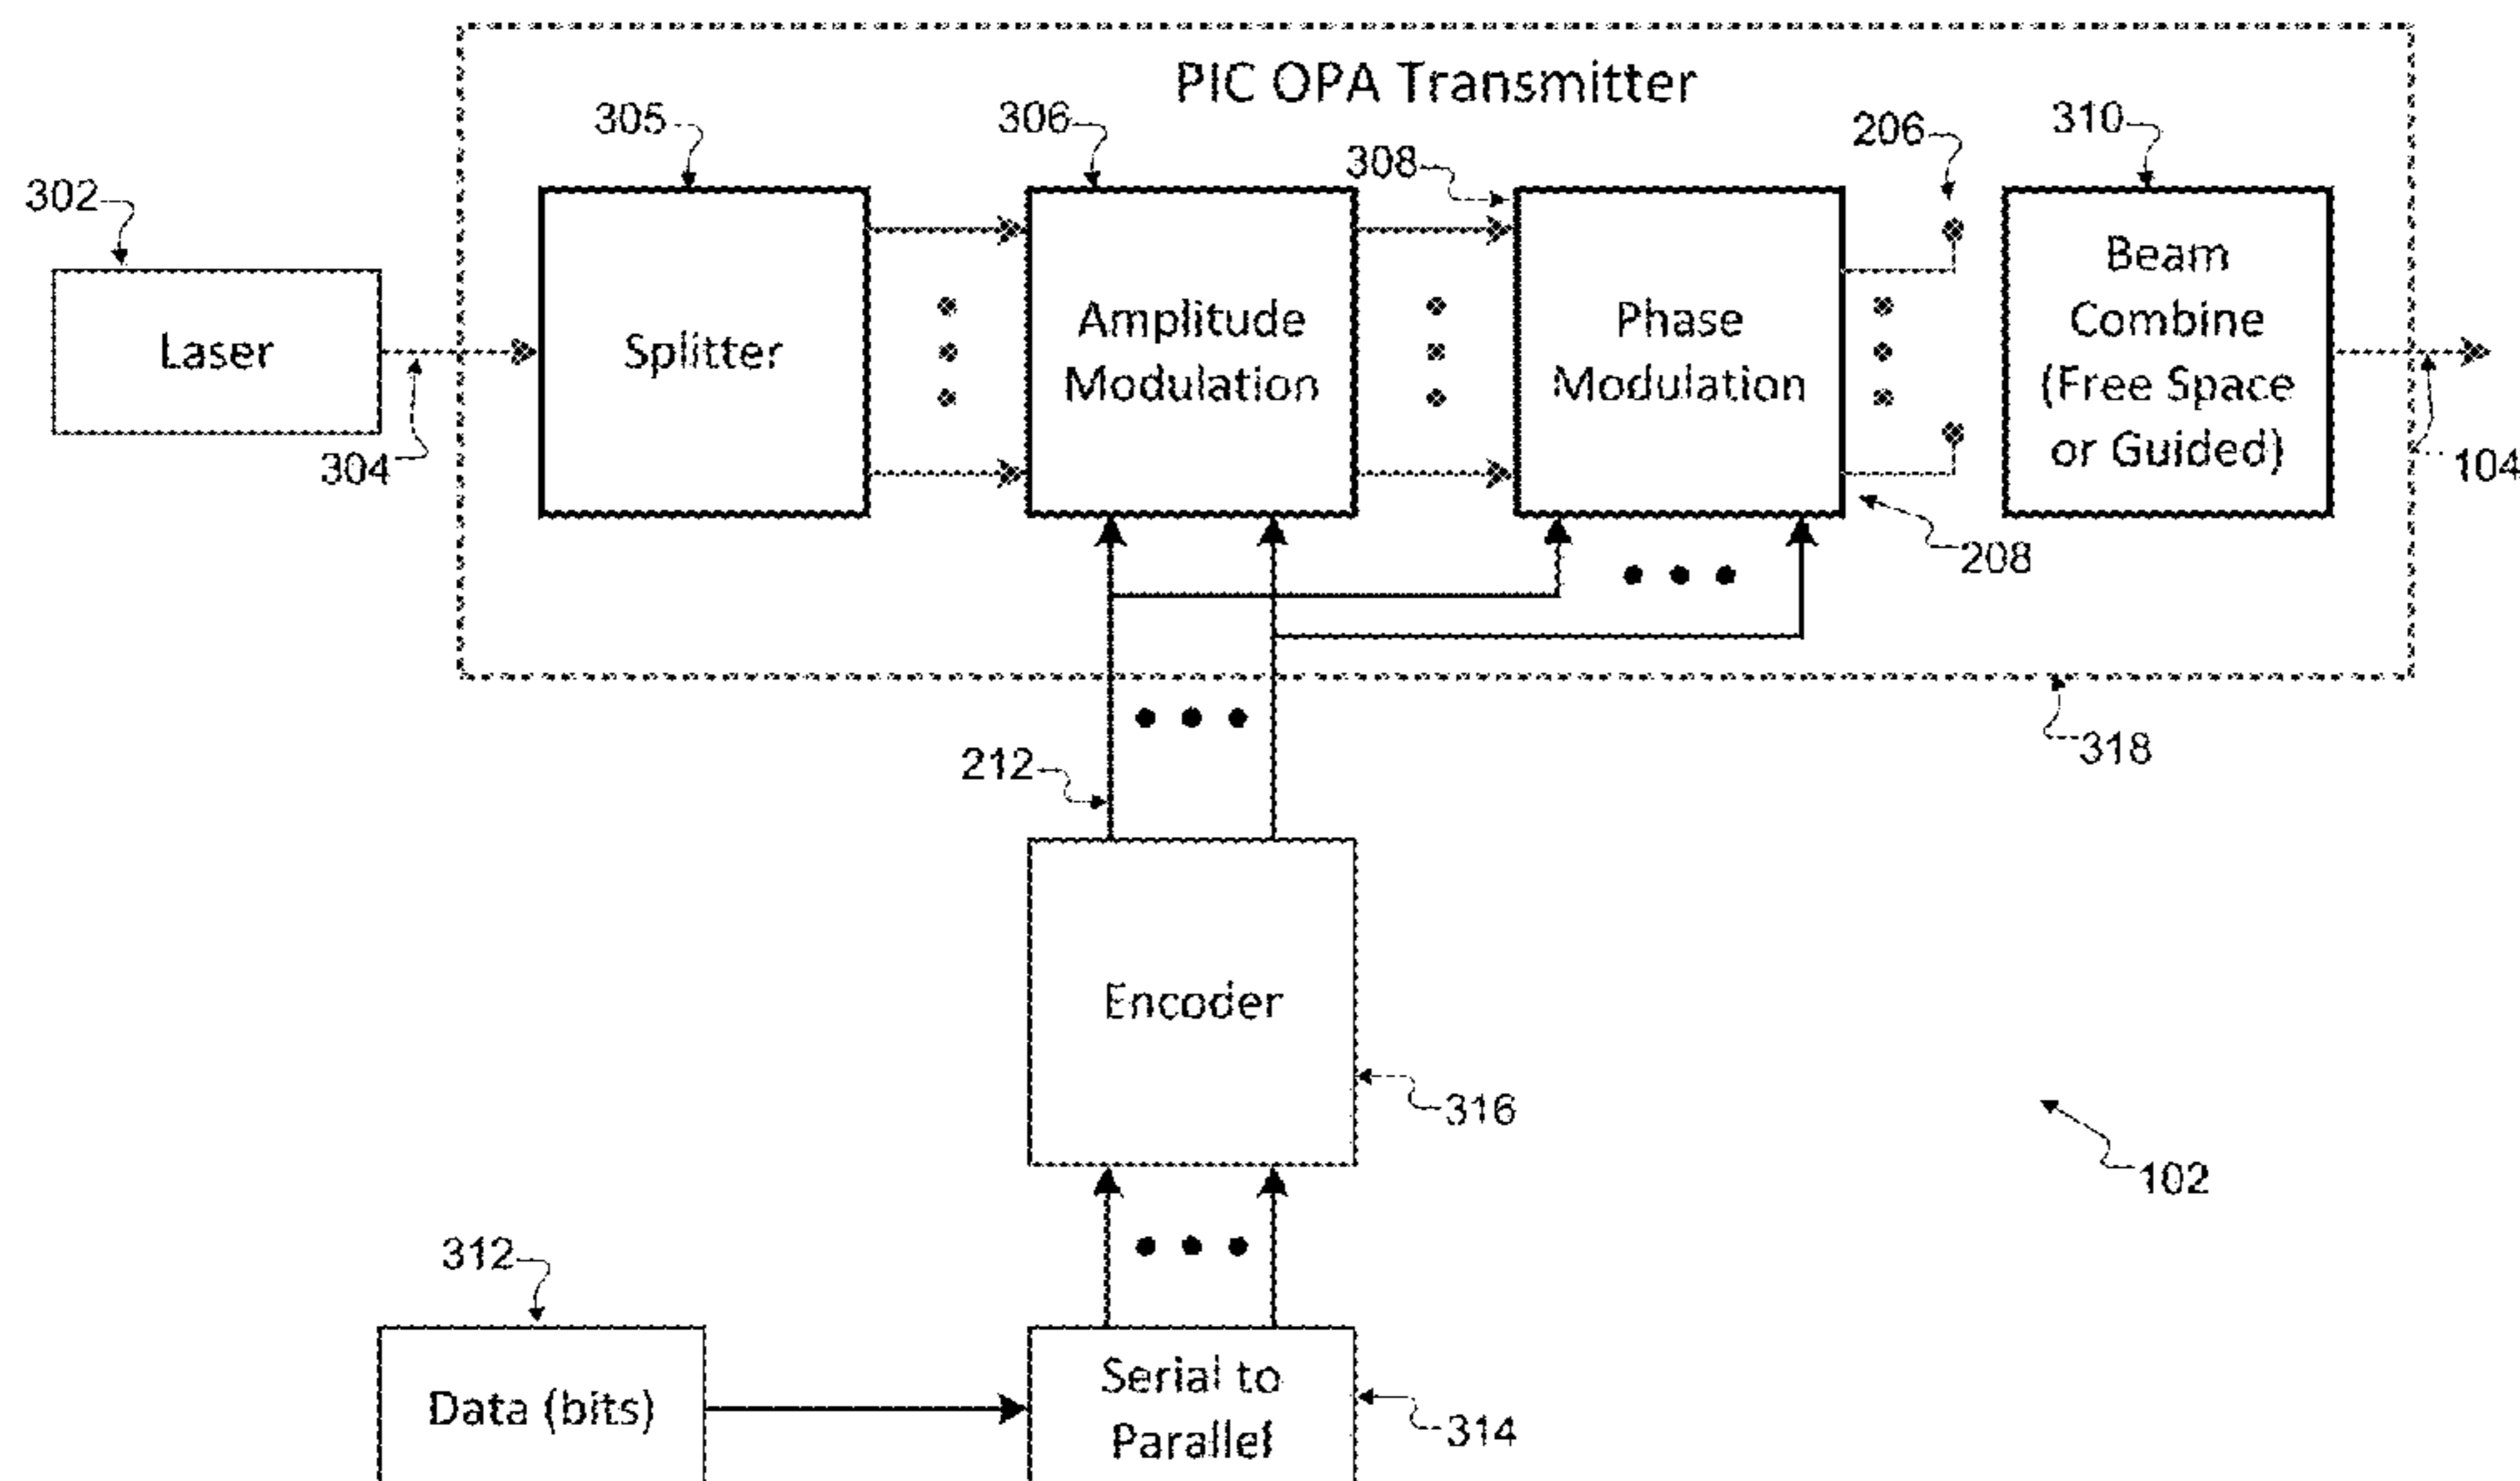 PIC OPA Transmitter
305
306
308
206
310
302
Laser
Splitter
Amplitude
Modulation
Phase
Modulation
Beam
Combine
(Free Space
or Guided)
304
104
208
212
318
Encoder
316
102
312
Data (bits)
Serial to
Parallel
314